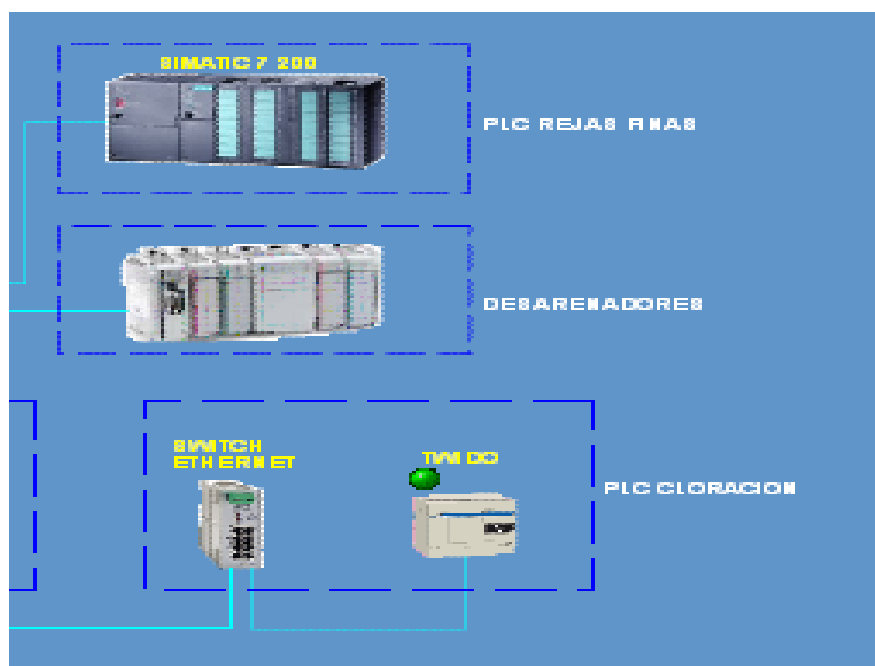 SIMATIC 7 200
PLC REJAS FINAS
DESARENADORES
SWITCH
ETHERNET
TWIDO
PLC CLORACION